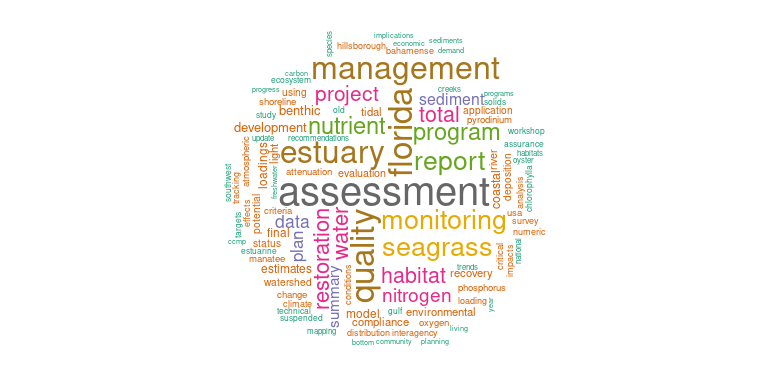 implications
species
economic
sediments
hillsborough
bahamense
demand
management
carbon
ecosystem
progress
using
project
florida
creeks
programs
sediment
solids
shoreline
benthic
old
tidal
total
application
study
pyrodinium
development
nutrient
program
workshop
update
recommendations
assurance
atmospheric
loadings
light
estuary
report
river
habitats
oyster
southwest
tracking
freshwater
attenuation
evaluation
coastal
deposition
analysis
chlorophylla
assessment
effects
potential
criteria
restoration
water
quality
monitoring
usa
survey
targets
data
final
numeric
ccmp
status
plan
seagrass
critical
impacts
national
estuarine
manatee
estimates
summary
conditions
habitat
trends
recovery
watershed
nitrogen
phosphorus
change
climate
loading
year
technical
suspended
model
gulf
environmental
compliance
oxygen
living
mapping
distribution
interagency
bottom
community
planning